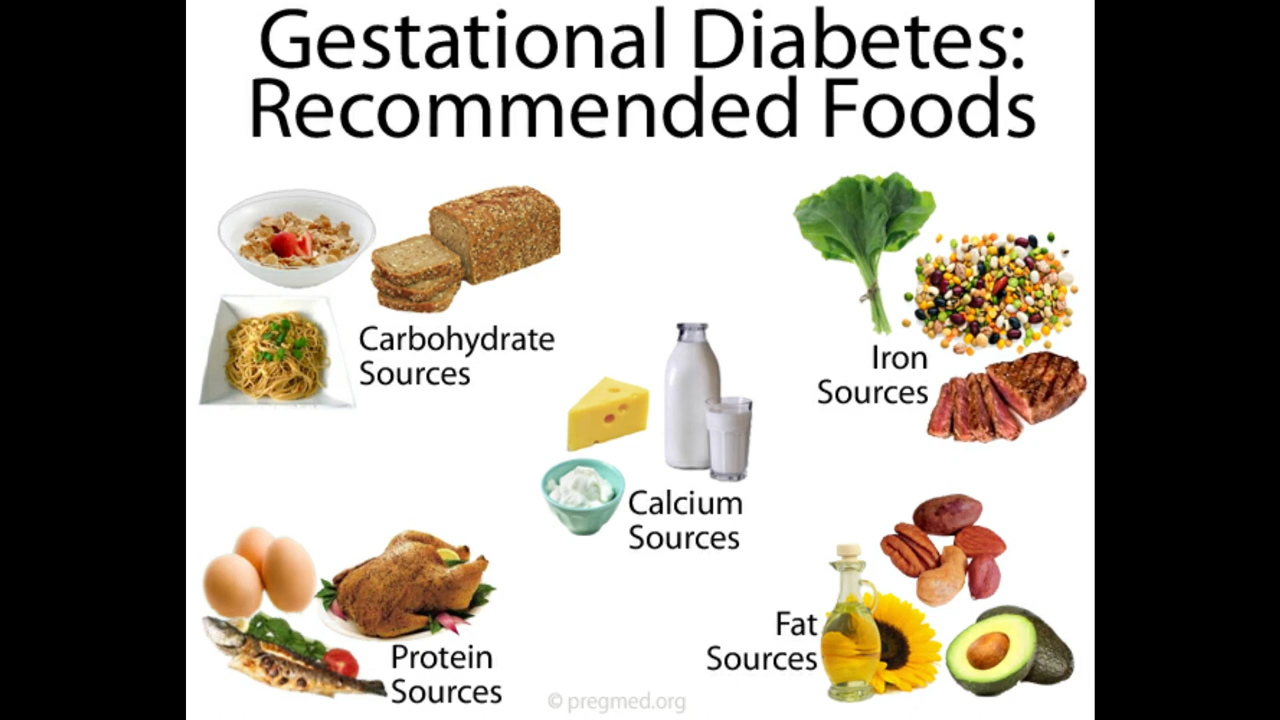 Gestational Diabetes:
Recommended Foods
Carbohydrate
Sources
Iron
Sources
Calcium
Sources
Protein
Sources
Fat
Sources
© pregmed.org